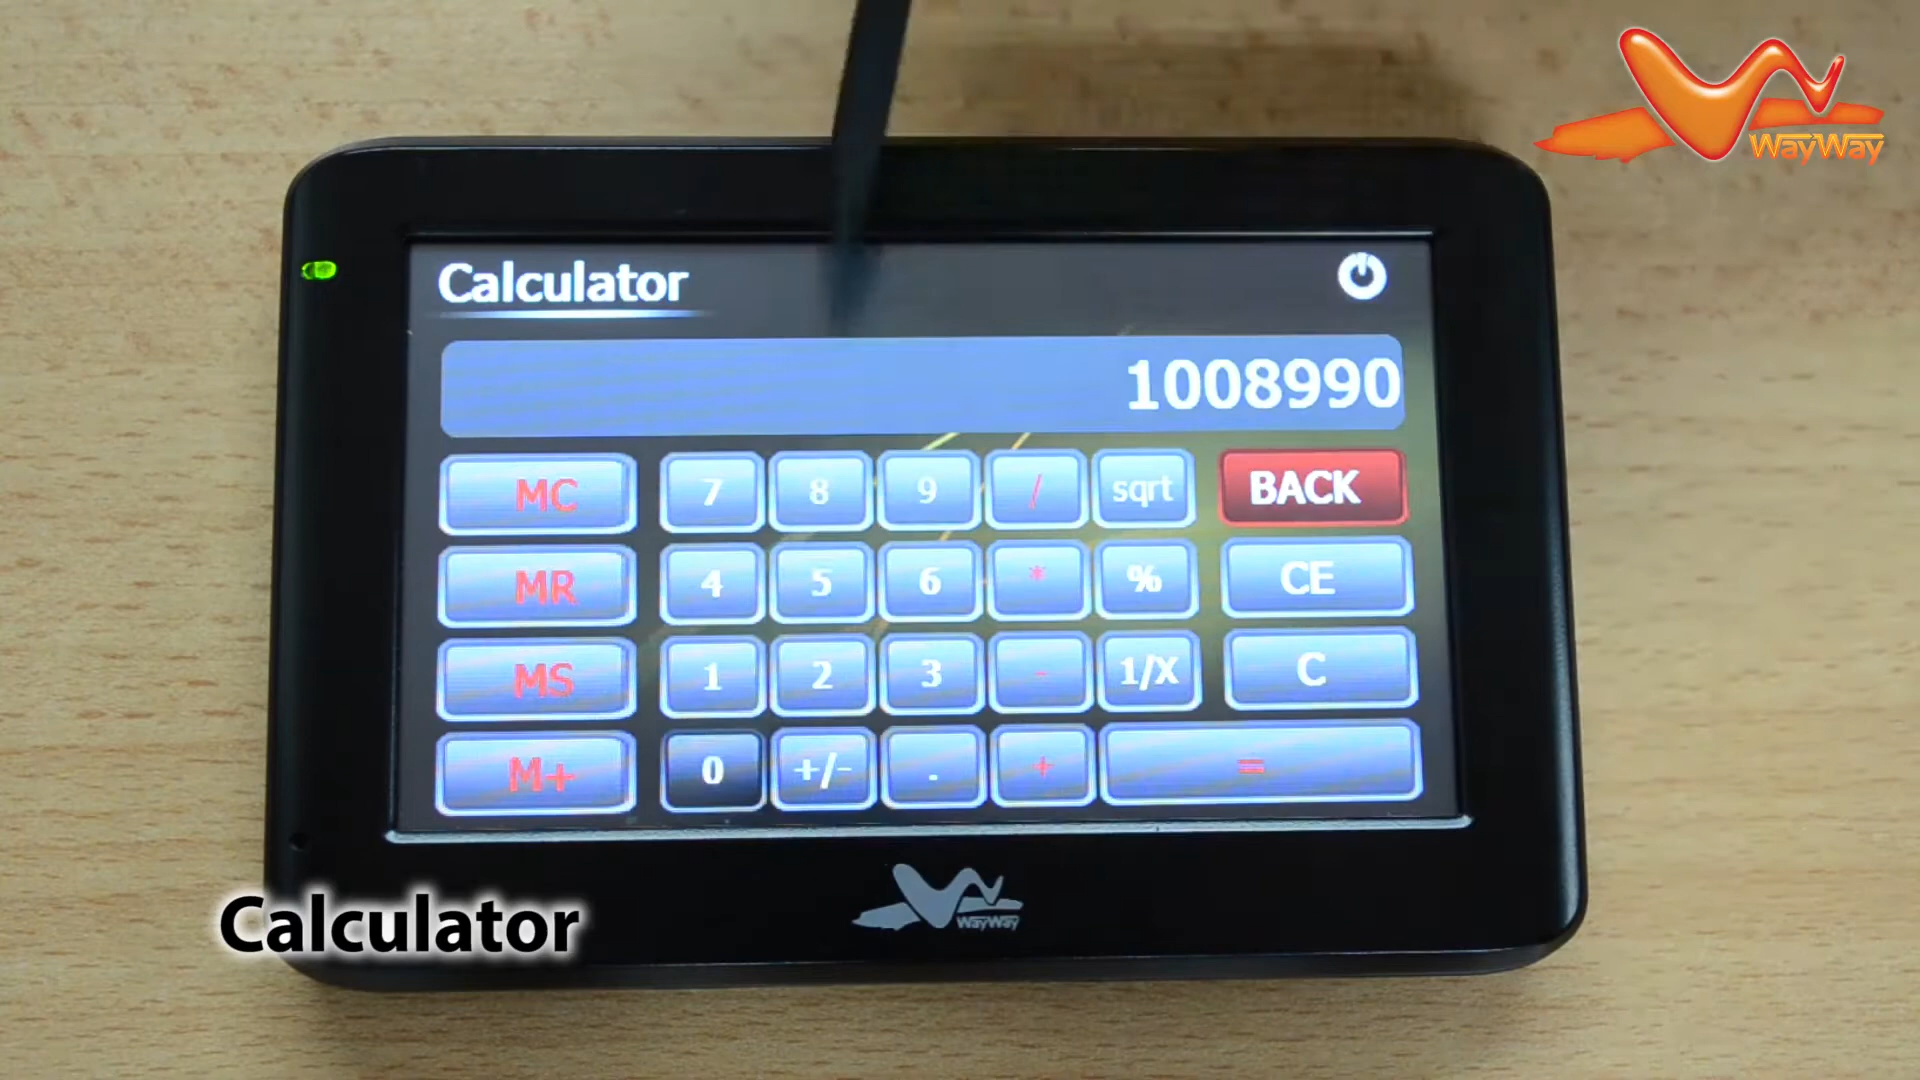 WayWay
Calculator
1008990
MC 7 8 9 / sqrt BACK
MR 4 5 6 * % CE
MS 1 2 3 - 1/X C
M+ 0 +/- . + =
WayWay
Calculator